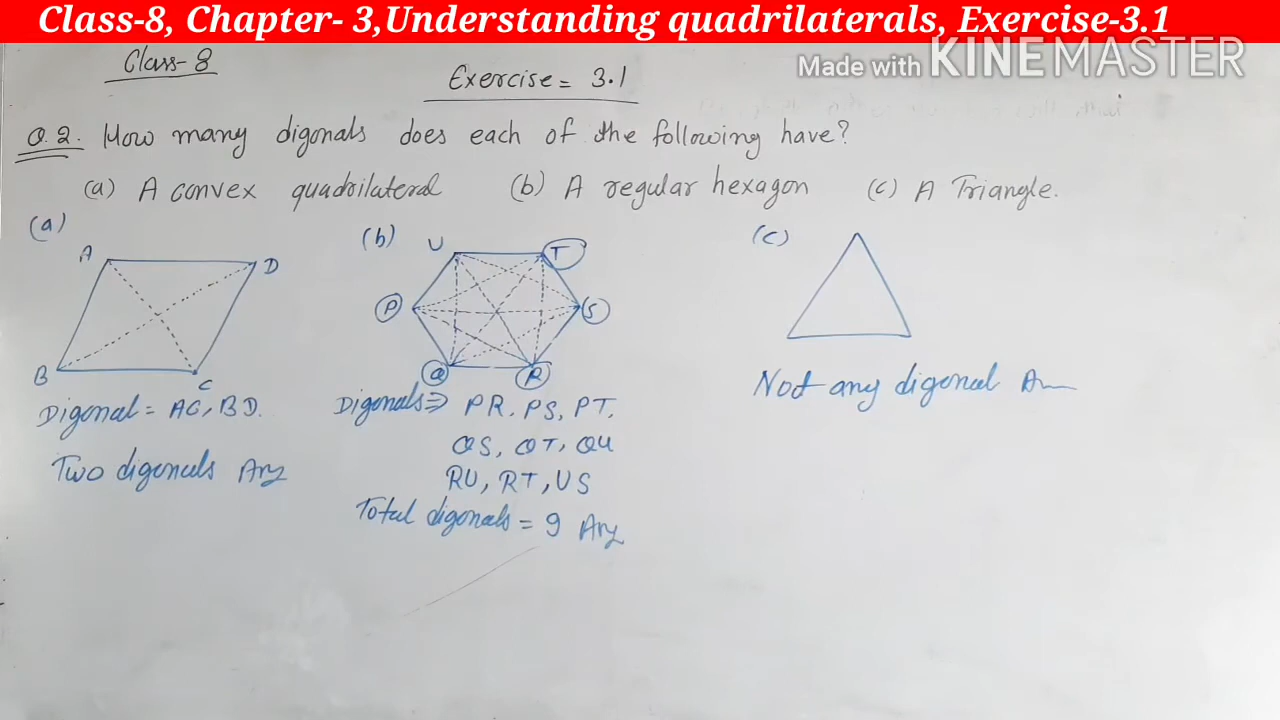 Class-8, Chapter- 3,Understanding quadrilaterals, Exercise-3.1
Made with KINEMASTER
Class-8
Exercise = 3.1
Q.2. How many digonals does each of the following have?
(a) A convex quadrilateral (b) A regular hexagon (c) A Triangle.
(a)
A
D
B
C
Digonal = AC, BD.
Two digonals Ans
(b)
U
T
P
S
Q
R
Digonals ⇒ PR, PS, PT,
QS, QT, QU
RU, RT, US
Total digonals = 9 Ans
(c)
Not any digonal